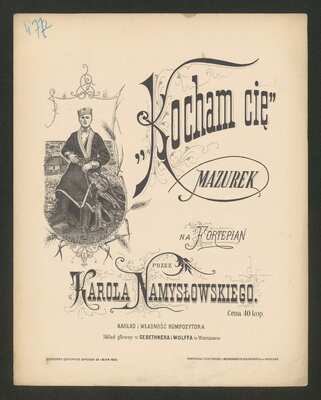 „Kocham cię”
MAZUREK
NA FORTEPIAN
PRZEZ
KAROLA NAMYSŁOWSKIEGO.
Cena 40 kop.
NAKŁAD i WŁASNOŚĆ KOMPOZYTORA
Skład główny w GEBETHNERA i WOLFFA w Warszawie